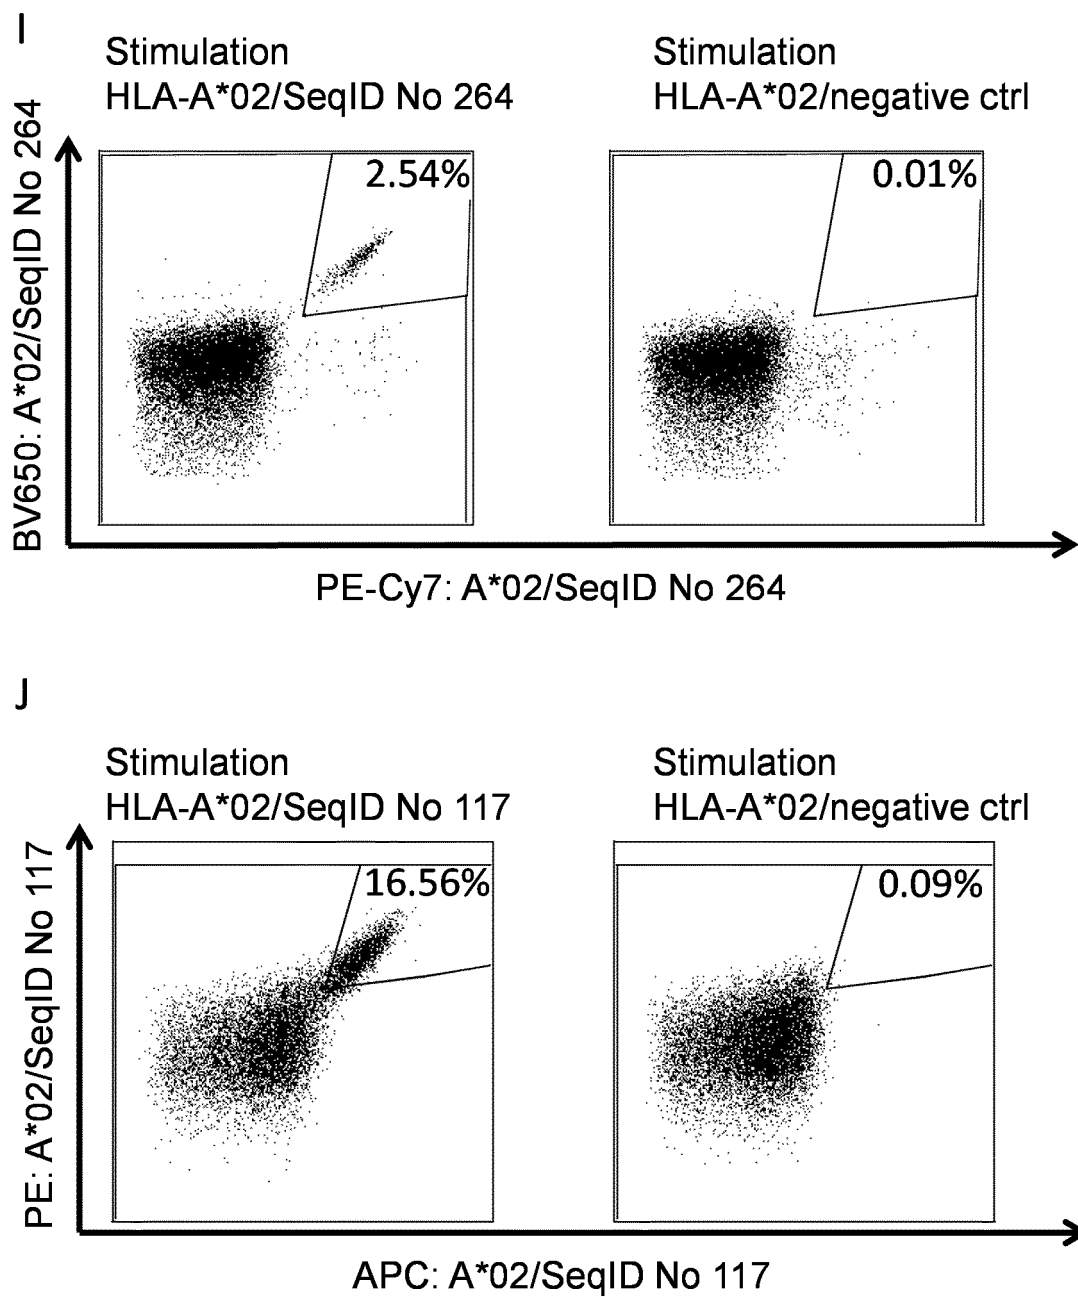 I
Stimulation
HLA-A*02/SeqID No 264
Stimulation
HLA-A*02/negative ctrl
BV650: A*02/SeqID No 264
2.54%
0.01%
PE-Cy7: A*02/SeqID No 264
J
Stimulation
HLA-A*02/SeqID No 117
Stimulation
HLA-A*02/negative ctrl
PE: A*02/SeqID No 117
16.56%
0.09%
APC: A*02/SeqID No 117